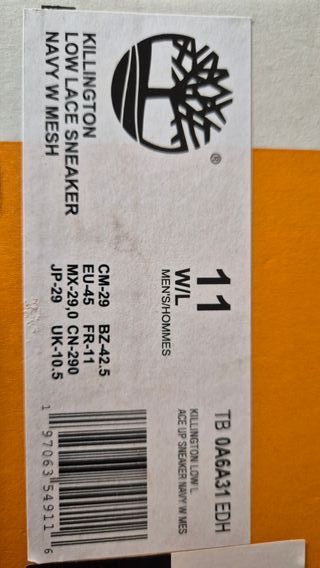 KILLINGTON
LOW LACE SNEAKER
NAVY W MESH
®
11
W/L
MEN'S/HOMMES
CM-29 BZ-42.5
EU-45 FR-11
MX-29,0 CN-290
JP-29 UK-10.5
TB 0A6A31 EDH
KILLINGTON LOW L
ACE UP SNEAKER NAVY W MES
1 97063 54911 6